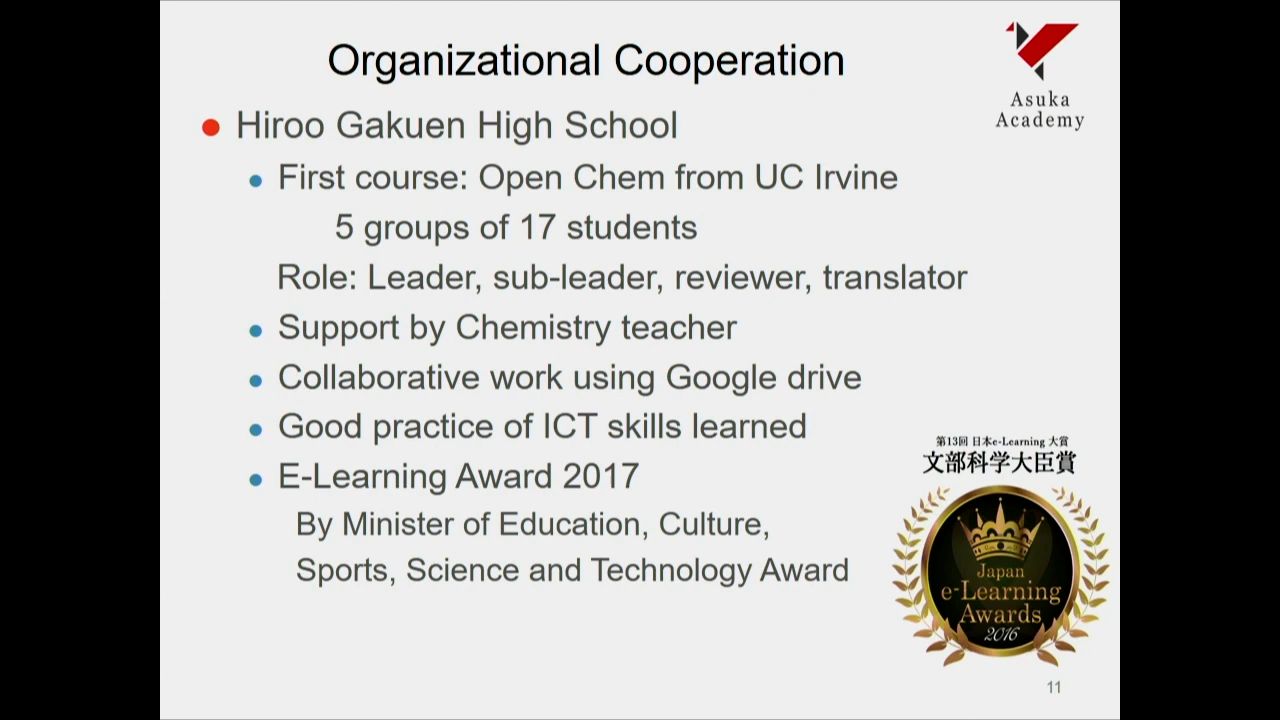 Organizational Cooperation
Asuka
Academy
Hiroo Gakuen High School
First course: Open Chem from UC Irvine
5 groups of 17 students
Role: Leader, sub-leader, reviewer, translator
Support by Chemistry teacher
Collaborative work using Google drive
Good practice of ICT skills learned
E-Learning Award 2017
By Minister of Education, Culture,
Sports, Science and Technology Award
第13回 日本e-Learning 大賞
文部科学大臣賞
Japan
e-Learning
Awards
2016
11